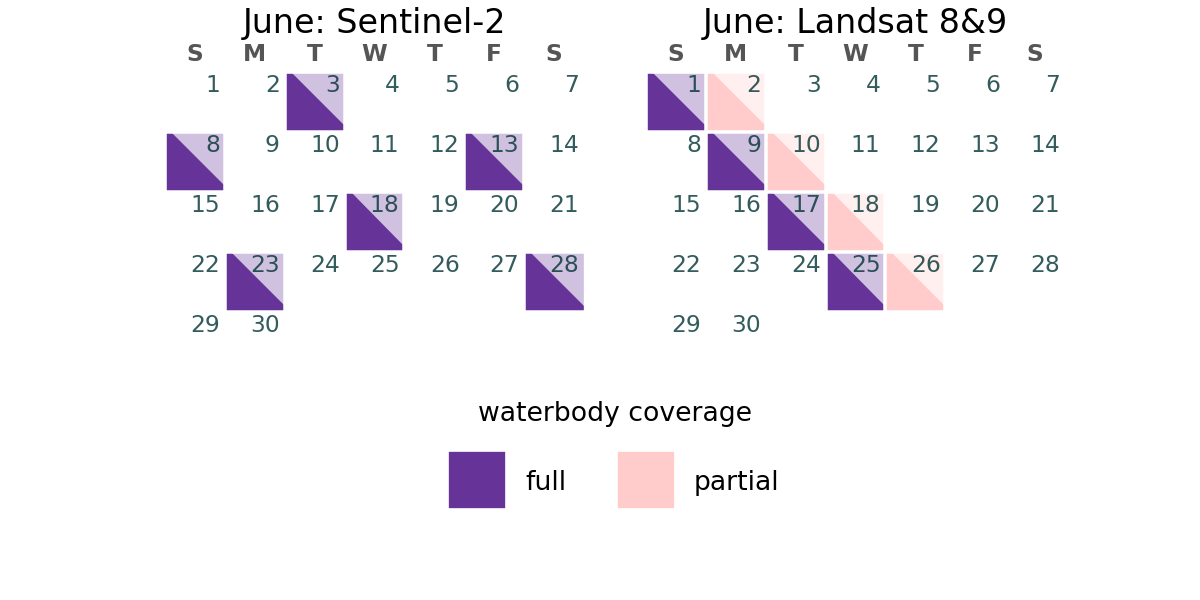 June: Sentinel-2
S M T W T F S
1 2 3 4 5 6 7
8 9 10 11 12 13 14
15 16 17 18 19 20 21
22 23 24 25 26 27 28
29 30
June: Landsat 8&9
S M T W T F S
1 2 3 4 5 6 7
8 9 10 11 12 13 14
15 16 17 18 19 20 21
22 23 24 25 26 27 28
29 30
waterbody coverage
full partial